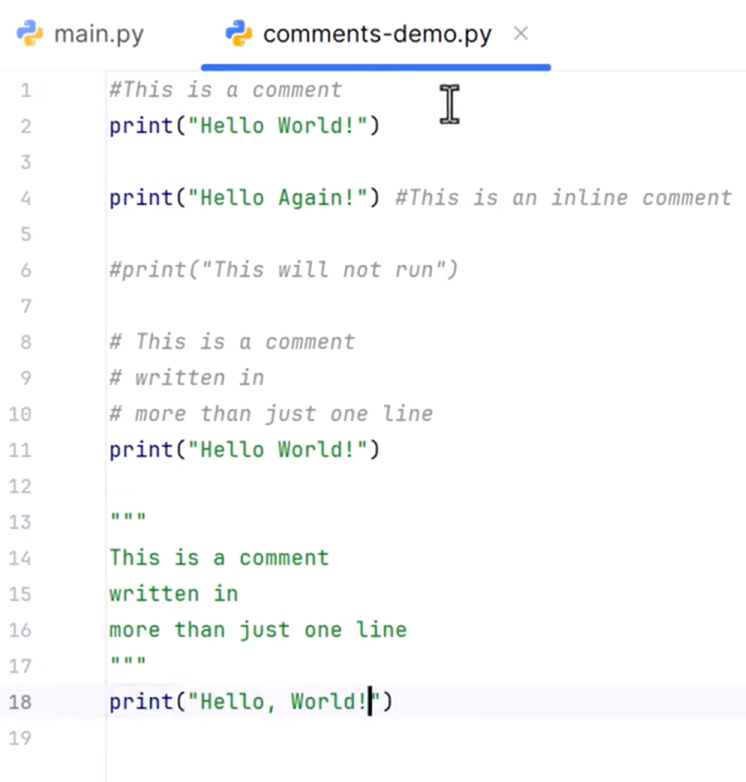 main.py comments-demo.py
1 #This is a comment
2 print("Hello World!")
3
4 print("Hello Again!") #This is an inline comment
5
6 #print("This will not run")
7
8 # This is a comment
9 # written in
10 # more than just one line
11 print("Hello World!")
12
13 """
14 This is a comment
15 written in
16 more than just one line
17 """
18 print("Hello, World!")
19